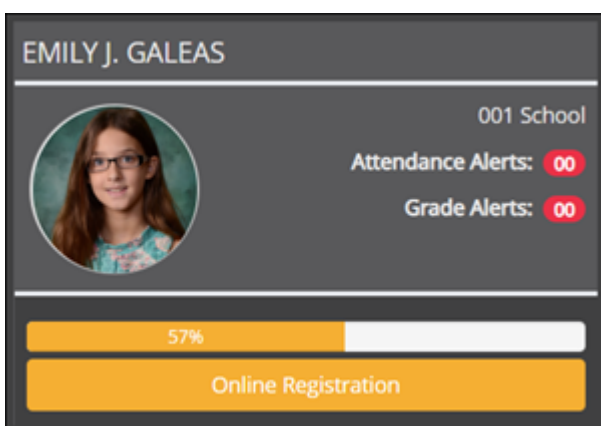 EMILY J. GALEAS
001 School
Attendance Alerts: 00
Grade Alerts: 00
57%
Online Registration